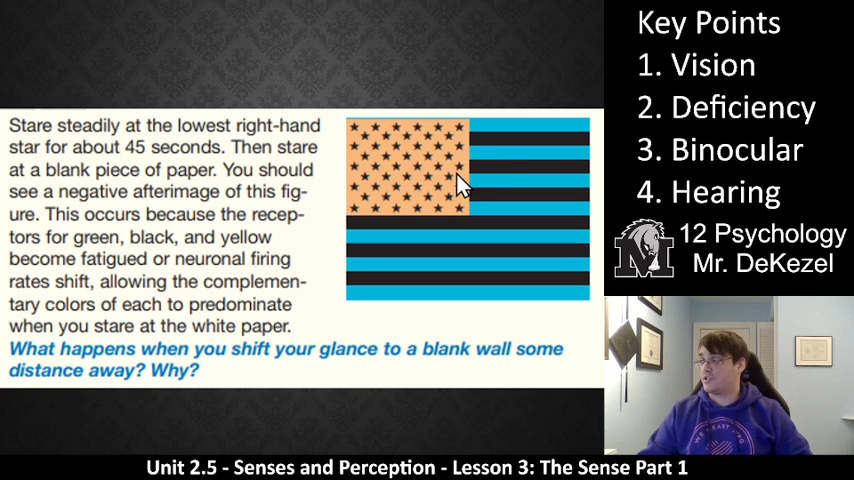 Stare steadily at the lowest right-hand
star for about 45 seconds. Then stare
at a blank piece of paper. You should
see a negative afterimage of this fig-
ure. This occurs because the recep-
tors for green, black, and yellow
become fatigued or neuronal firing
rates shift, allowing the complemen-
tary colors of each to predominate
when you stare at the white paper.
What happens when you shift your glance to a blank wall some
distance away? Why?
Key Points
1. Vision
2. Deficiency
3. Binocular
4. Hearing
M
12 Psychology
Mr. DeKezel
Unit 2.5 - Senses and Perception - Lesson 3: The Sense Part 1